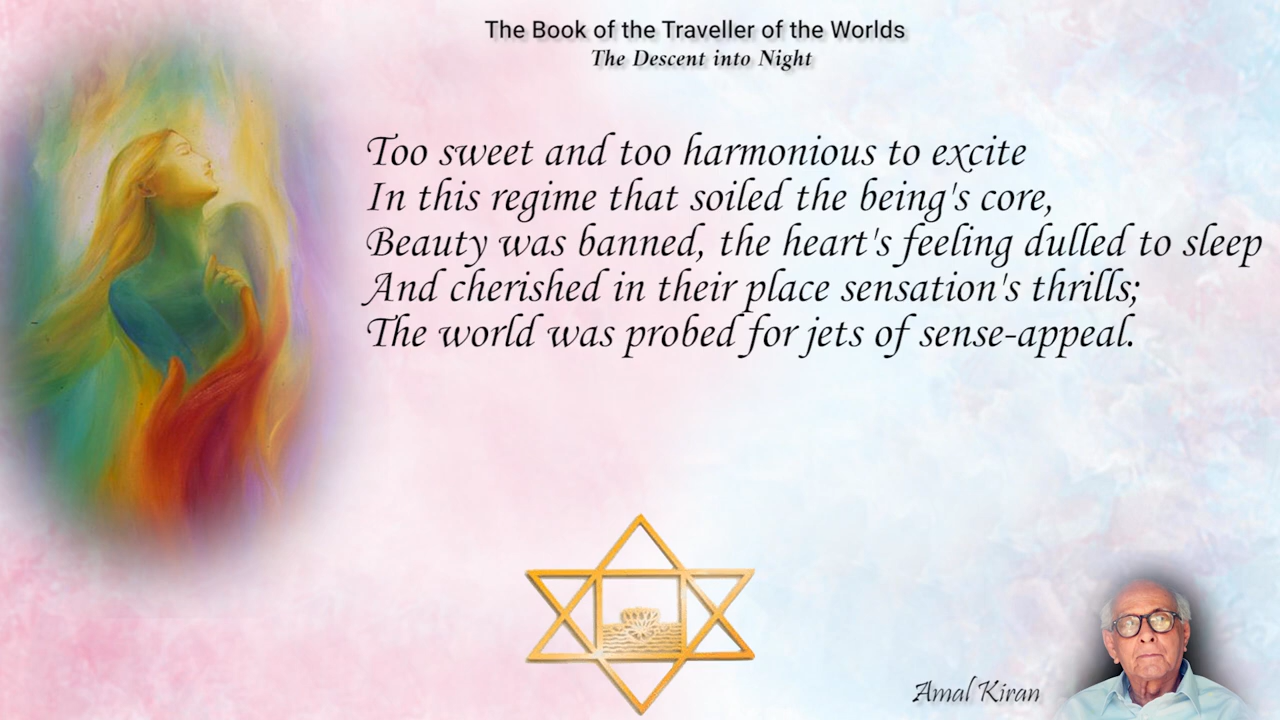 The Book of the Traveller of the Worlds
The Descent into Night
Too sweet and too harmonious to excite
In this regime that soiled the being's core,
Beauty was banned, the heart's feeling dulled to sleep
And cherished in their place sensation's thrills;
The world was probed for jets of sense-appeal.
Amal Kiran